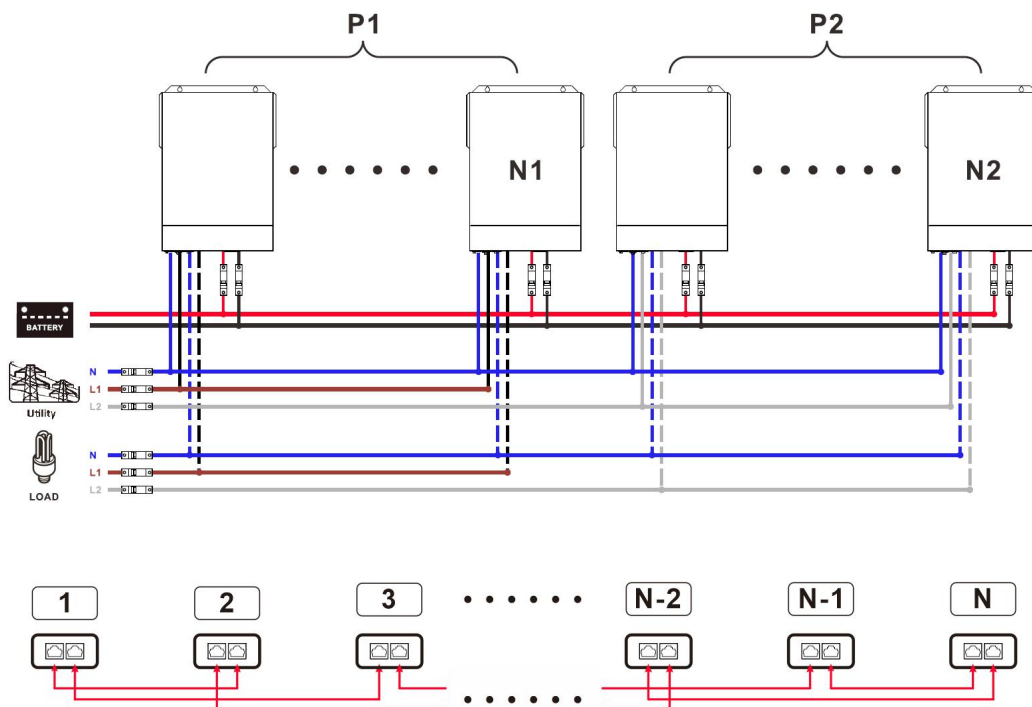 P1 P2
N1 N2
BATTERY
N
L1
L2
Utility
N
L1
L2
LOAD
1 2 3 N-2 N-1 N